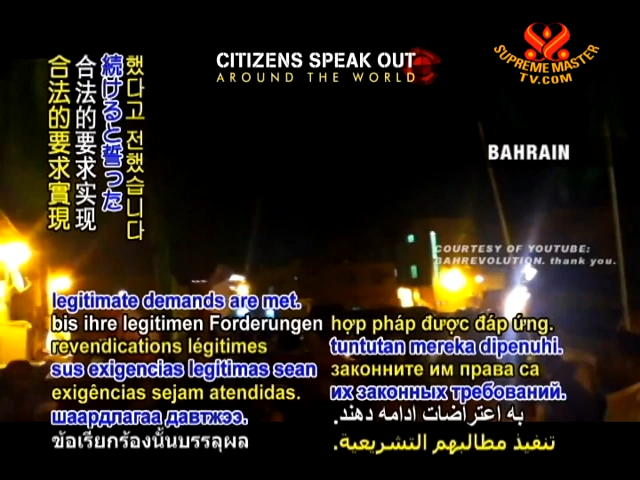 CITIZENS SPEAK OUT
AROUND THE WORLD
SUPREME MASTER
TV.COM
BAHRAIN
COURTESY OF YOUTUBE:
BAHREVOLUTION. thank you.
合法的要求實現
合法的要求实现
続けると誓った
했다고 전했습니다
legitimate demands are met.
bis ihre legitimen Forderungen
revendications légitimes
sus exigencias legitimas sean
exigências sejam atendidas.
шаардлагаа давтжээ.
ข้อเรียกร้องนั้นบรรลุผล
hợp pháp được đáp ứng.
tuntutan mereka dipenuhi.
законните им права са
их законных требований.
به اعتراضات ادامه دهند.
تنفيذ مطالبهم التشريعية.